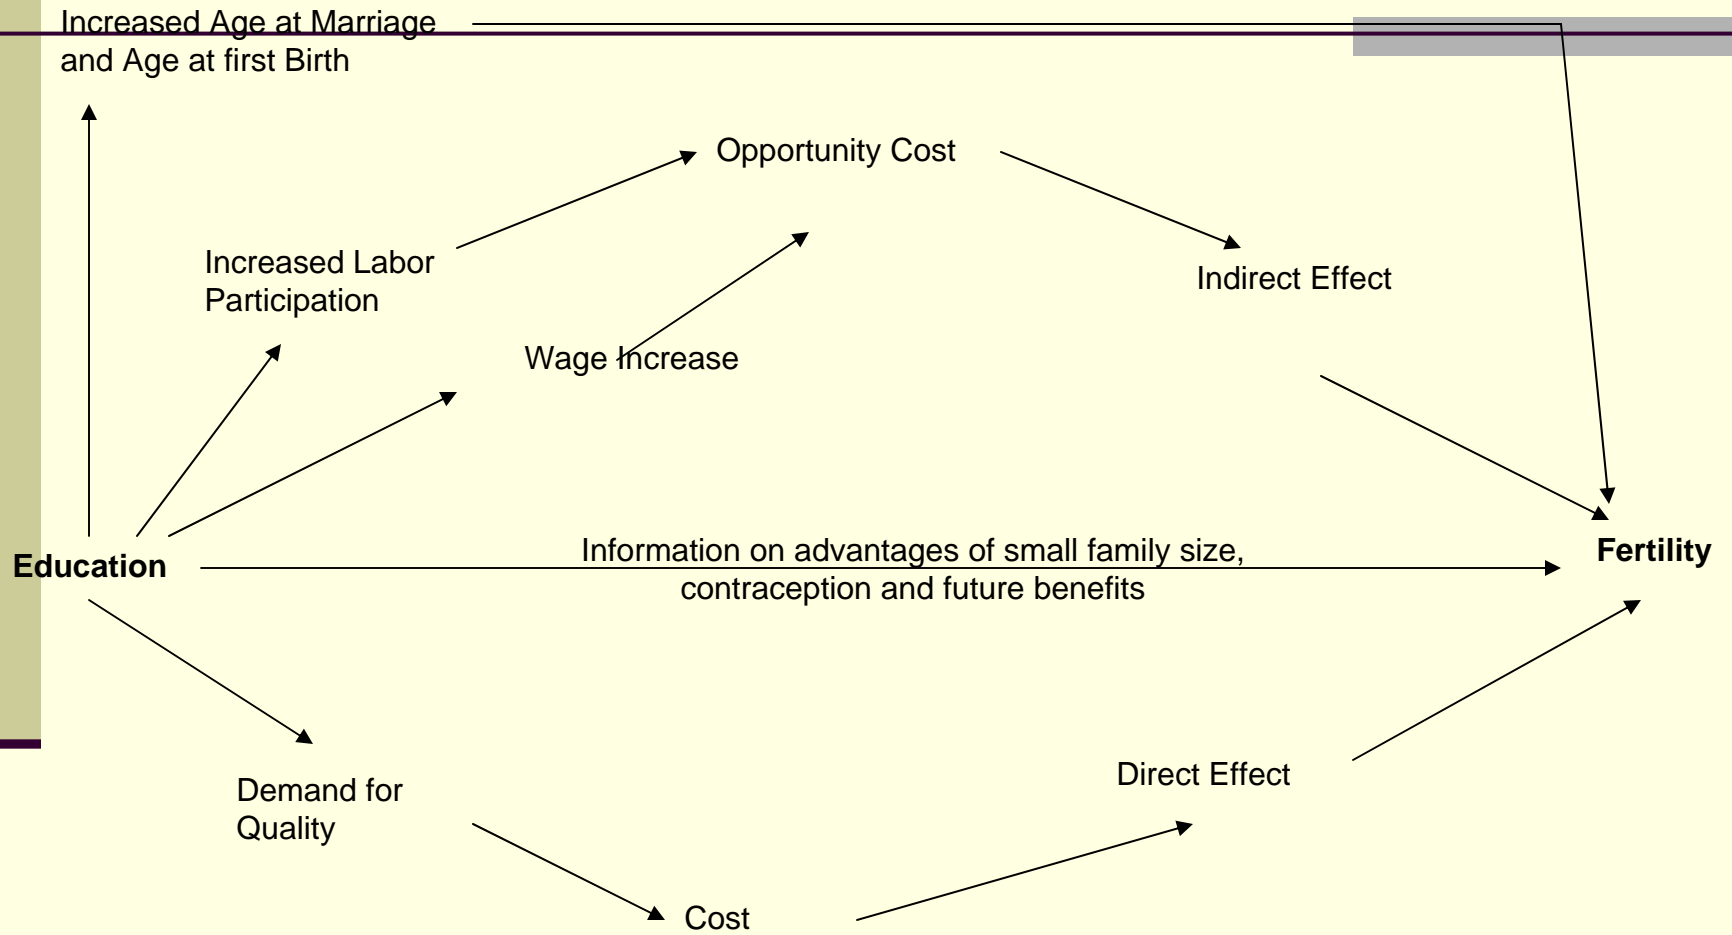 Increased Age at Marriage
and Age at first Birth
Opportunity Cost
Increased Labor
Participation
Indirect Effect
Wage Increase
Information on advantages of small family size,
contraception and future benefits
Education
Fertility
Demand for
Quality
Direct Effect
Cost